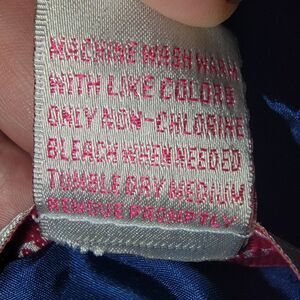 MACHINE WASH WARM
WITH LIKE COLORS
ONLY NON-CHLORINE
BLEACH WHEN NEEDED
TUMBLE DRY MEDIUM
REMOVE PROMPTLY